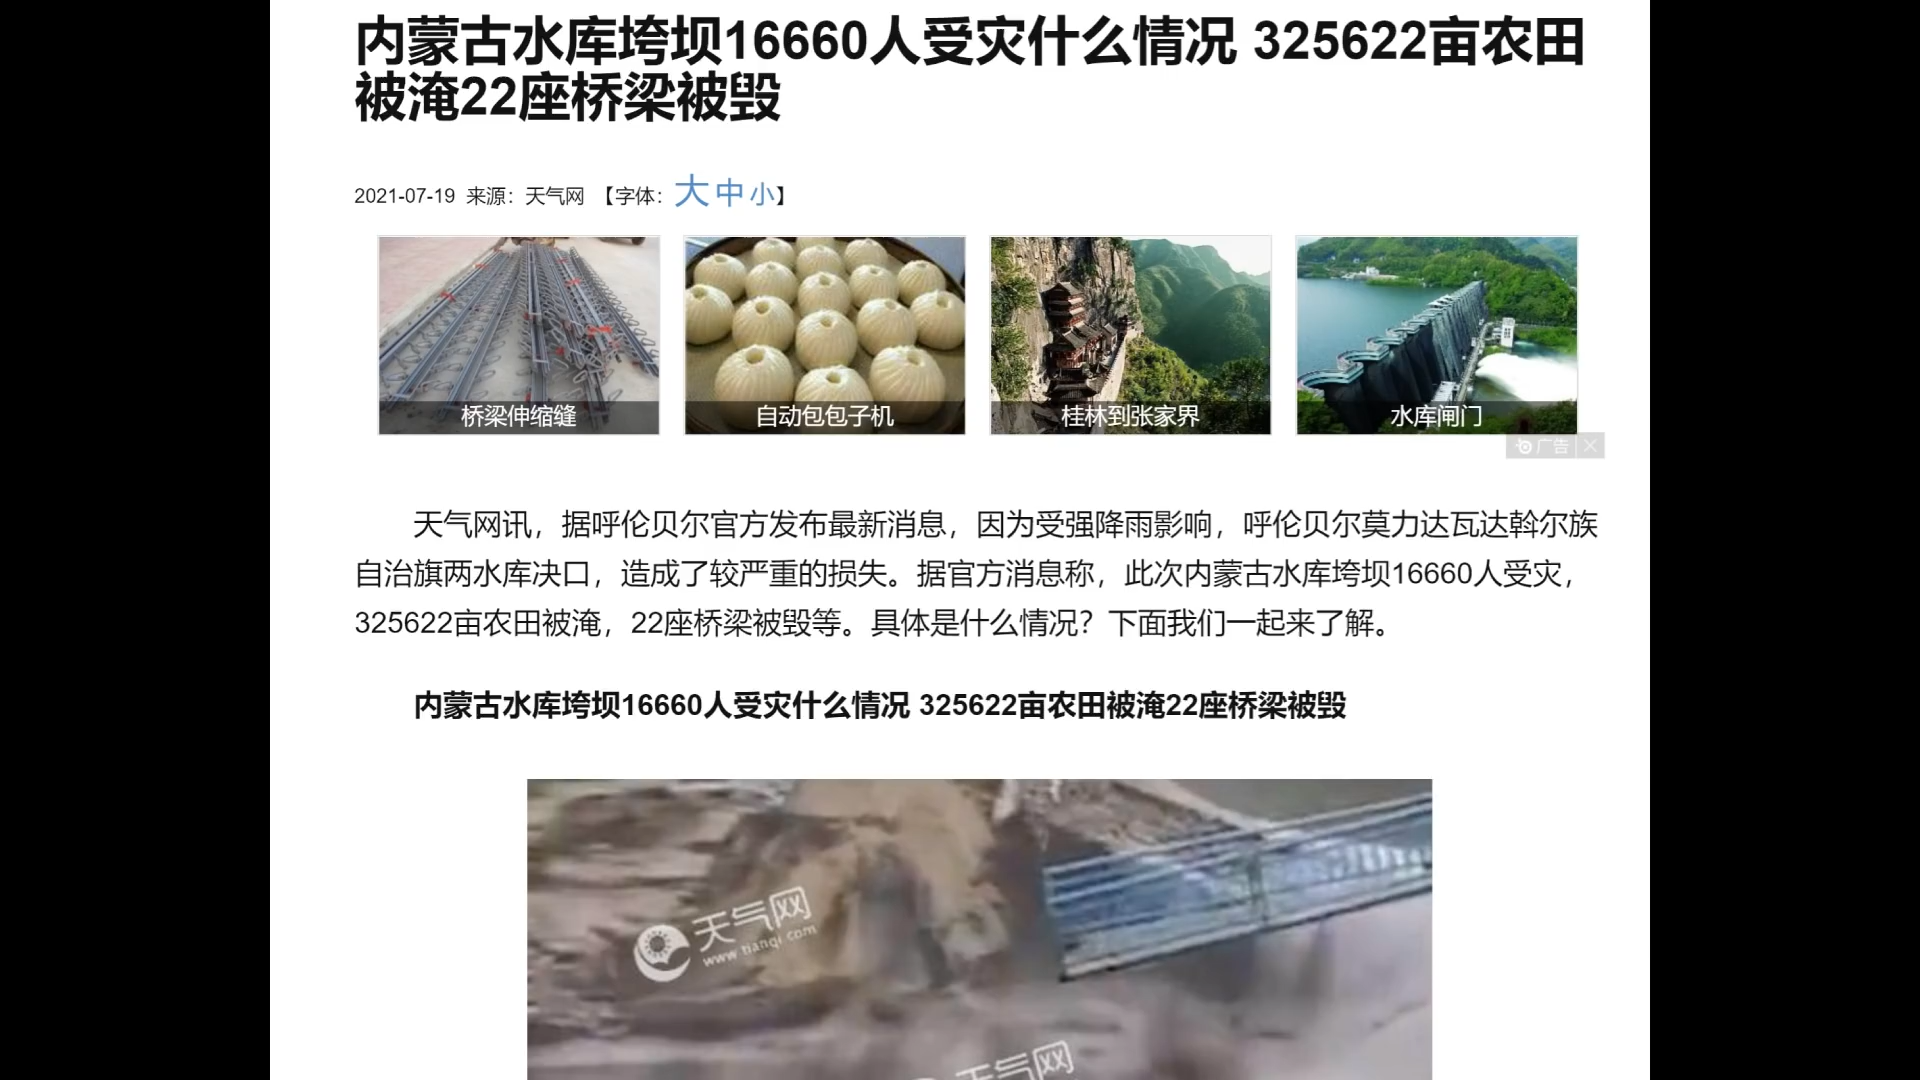 内蒙古水库垮坝16660人受灾什么情况 325622亩农田
被淹22座桥梁被毁
2021-07-19 来源：天气网 【字体：大 中 小】
桥梁伸缩缝
自动包包子机
桂林到张家界
水库闸门
广告
天气网讯，据呼伦贝尔官方发布最新消息，因为受强降雨影响，呼伦贝尔莫力达瓦达斡尔族
自治旗两水库决口，造成了较严重的损失。据官方消息称，此次内蒙古水库垮坝16660人受灾，
325622亩农田被淹，22座桥梁被毁等。具体是什么情况？下面我们一起来了解。
内蒙古水库垮坝16660人受灾什么情况 325622亩农田被淹22座桥梁被毁
天气网
www.tianqi.com
天气网